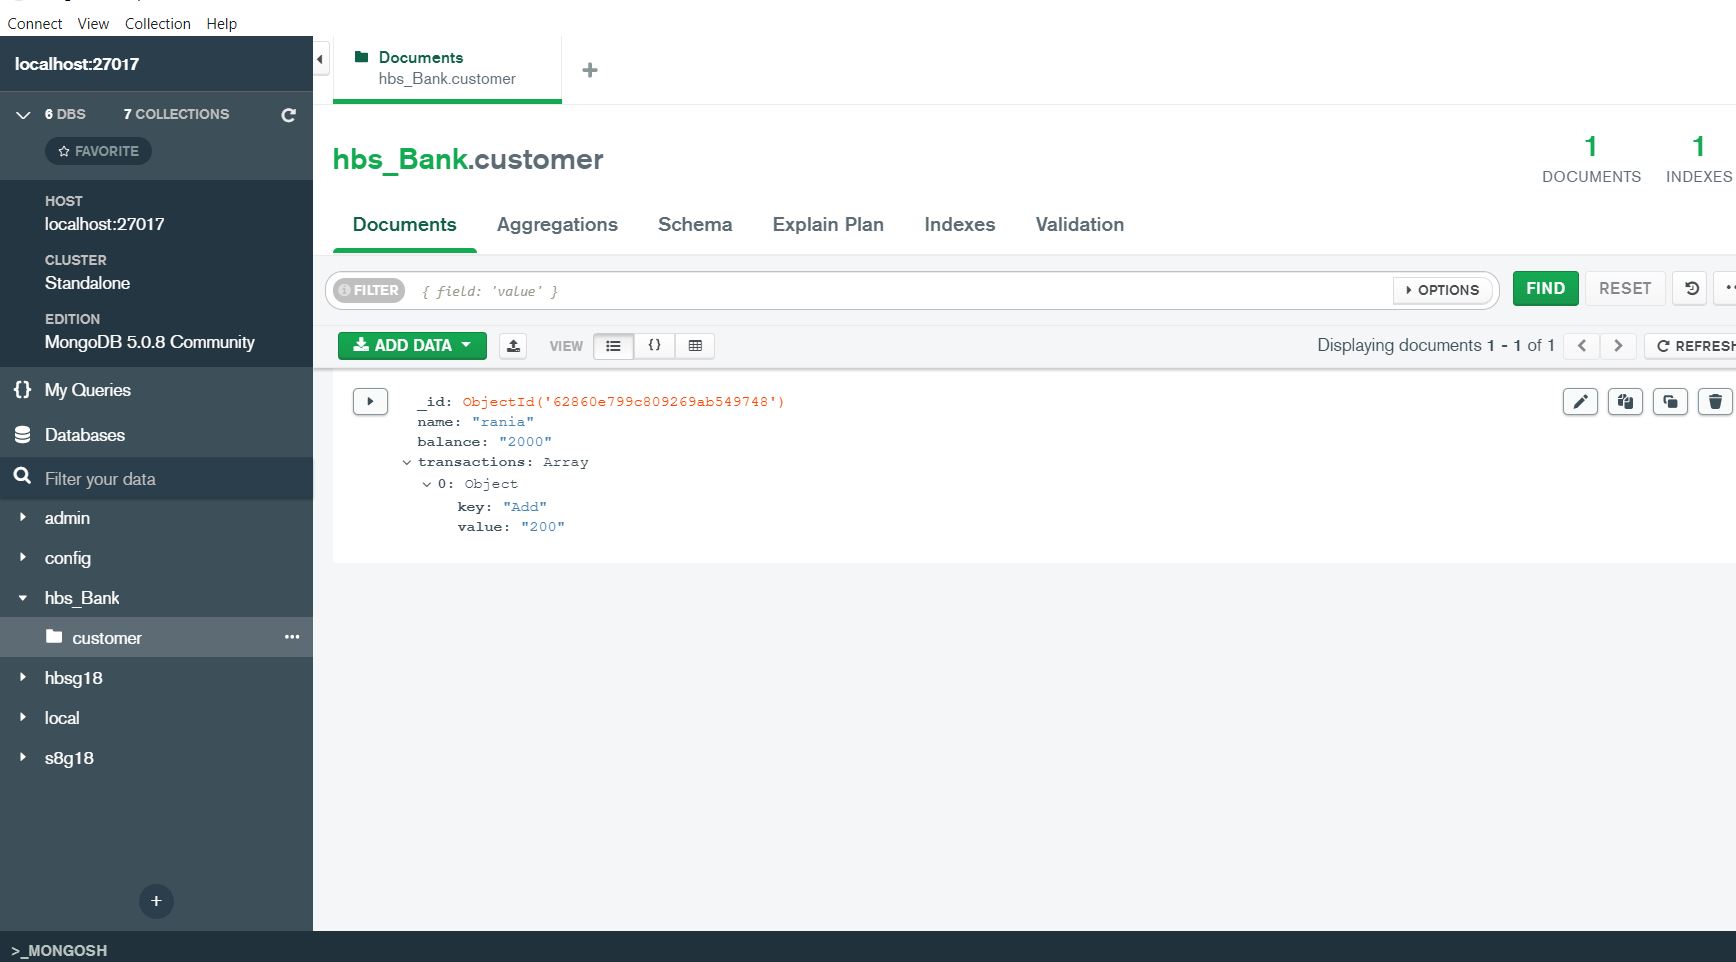 Connect View Collection Help
localhost:27017
6 DBS 7 COLLECTIONS
FAVORITE
HOST
localhost:27017
CLUSTER
Standalone
EDITION
MongoDB 5.0.8 Community
{} My Queries
Databases
Filter your data
admin
config
hbs_Bank
customer
hbsg18
local
s8g18
+
>_MONGOSH
Documents
hbs_Bank.customer
+
hbs_Bank.customer
1 DOCUMENTS
1 INDEXES
Documents Aggregations Schema Explain Plan Indexes Validation
FILTER { field: 'value' } OPTIONS FIND RESET
ADD DATA VIEW {} Displaying documents 1 - 1 of 1 REFRESH
_id: ObjectId('62860e799c809269ab549748')
name: "rania"
balance: "2000"
transactions: Array
0: Object
key: "Add"
value: "200"